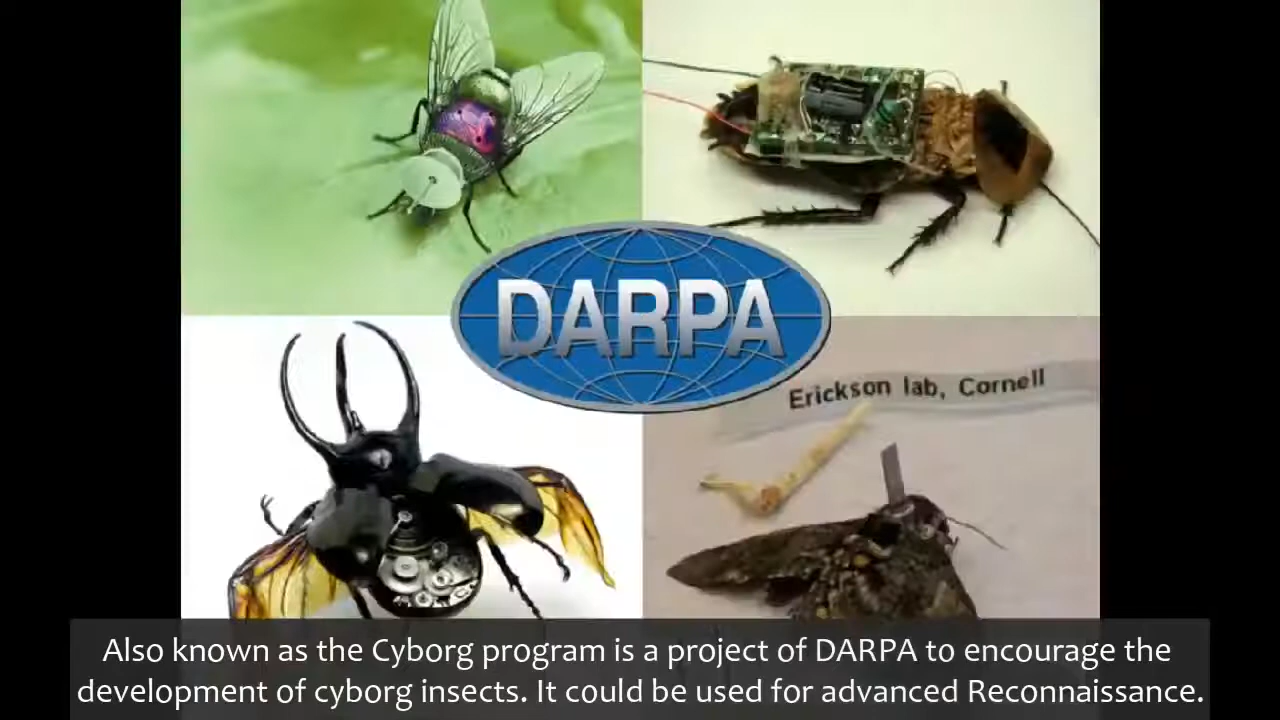 DARPA
Erickson lab, Cornell
Also known as the Cyborg program is a project of DARPA to encourage the
development of cyborg insects. It could be used for advanced Reconnaissance.